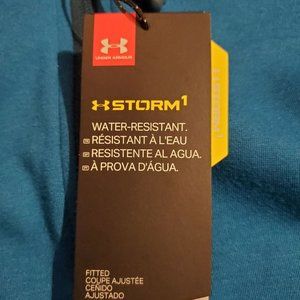 UNDER ARMOUR
STORM1
WATER-RESISTANT.
RÉSISTANT À L'EAU
RESISTENTE AL AGUA.
À PROVA D'ÁGUA.
FITTED
COUPE AJUSTÉE
CEÑIDO
AJUSTADO